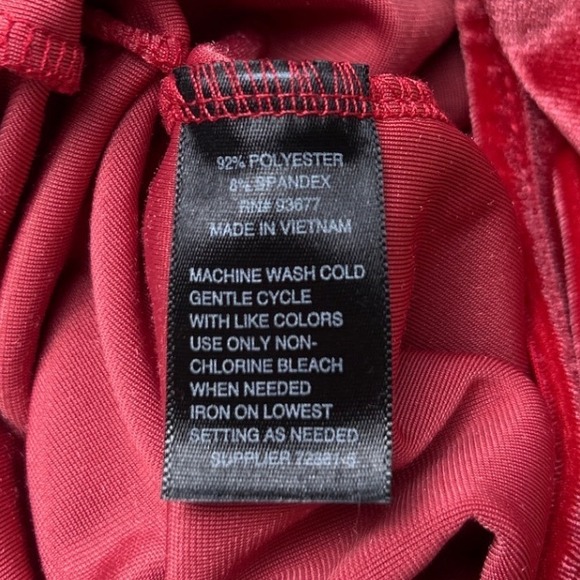 92% POLYESTER
8% SPANDEX
RN# 93677
MADE IN VIETNAM
MACHINE WASH COLD
GENTLE CYCLE
WITH LIKE COLORS
USE ONLY NON-
CHLORINE BLEACH
WHEN NEEDED
IRON ON LOWEST
SETTING AS NEEDED
SUPPLIER